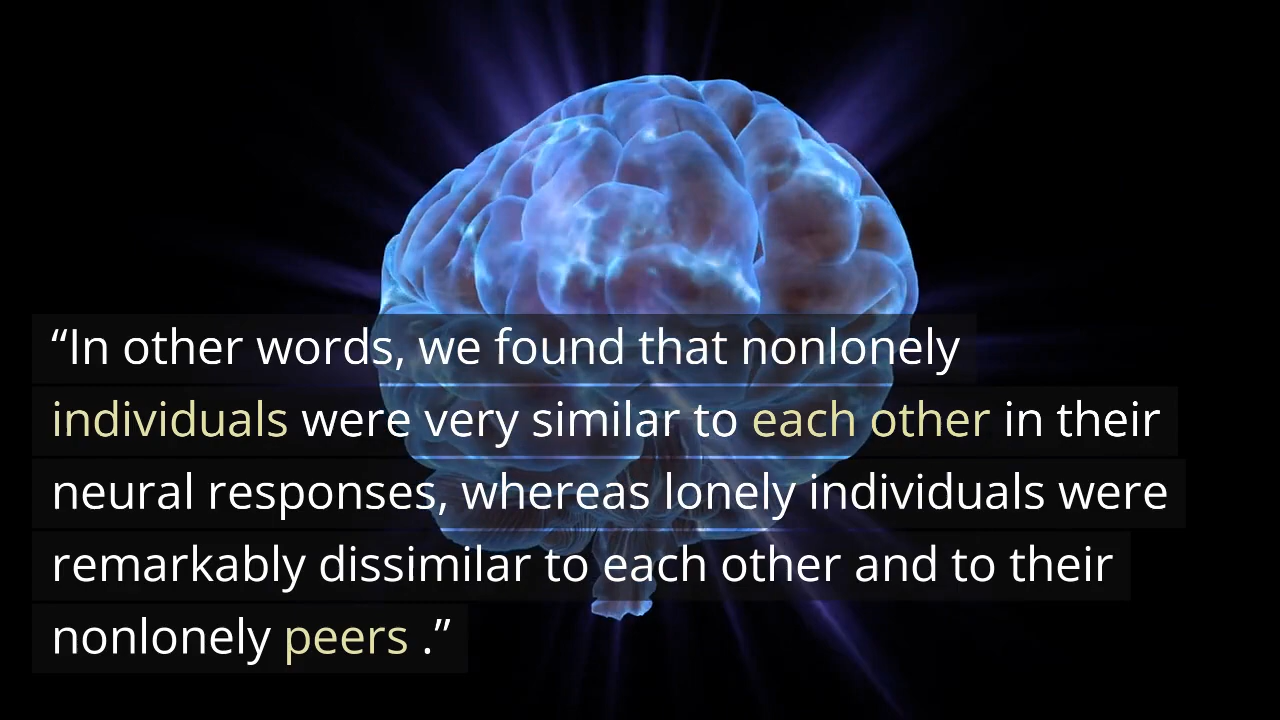 “In other words, we found that nonlonely
individuals were very similar to each other in their
neural responses, whereas lonely individuals were
remarkably dissimilar to each other and to their
nonlonely peers .”